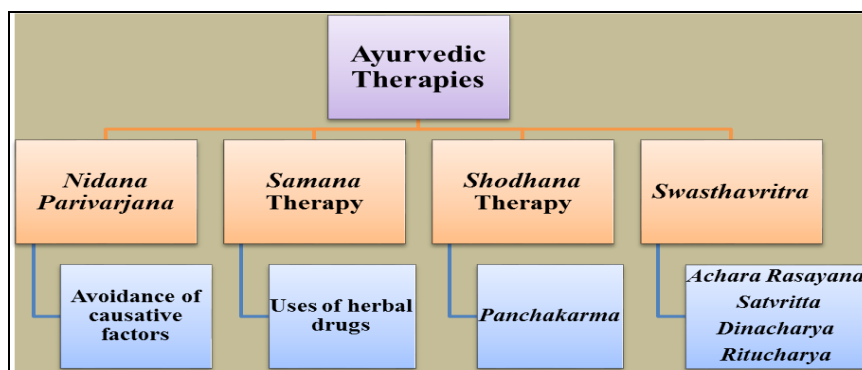 Ayurvedic
Therapies
Nidana
Parivarjana
Samana
Therapy
Shodhana
Therapy
Swasthavritra
Avoidance of
causative
factors
Uses of herbal
drugs
Panchakarma
Achara Rasayana
Satvritta
Dinacharya
Ritucharya